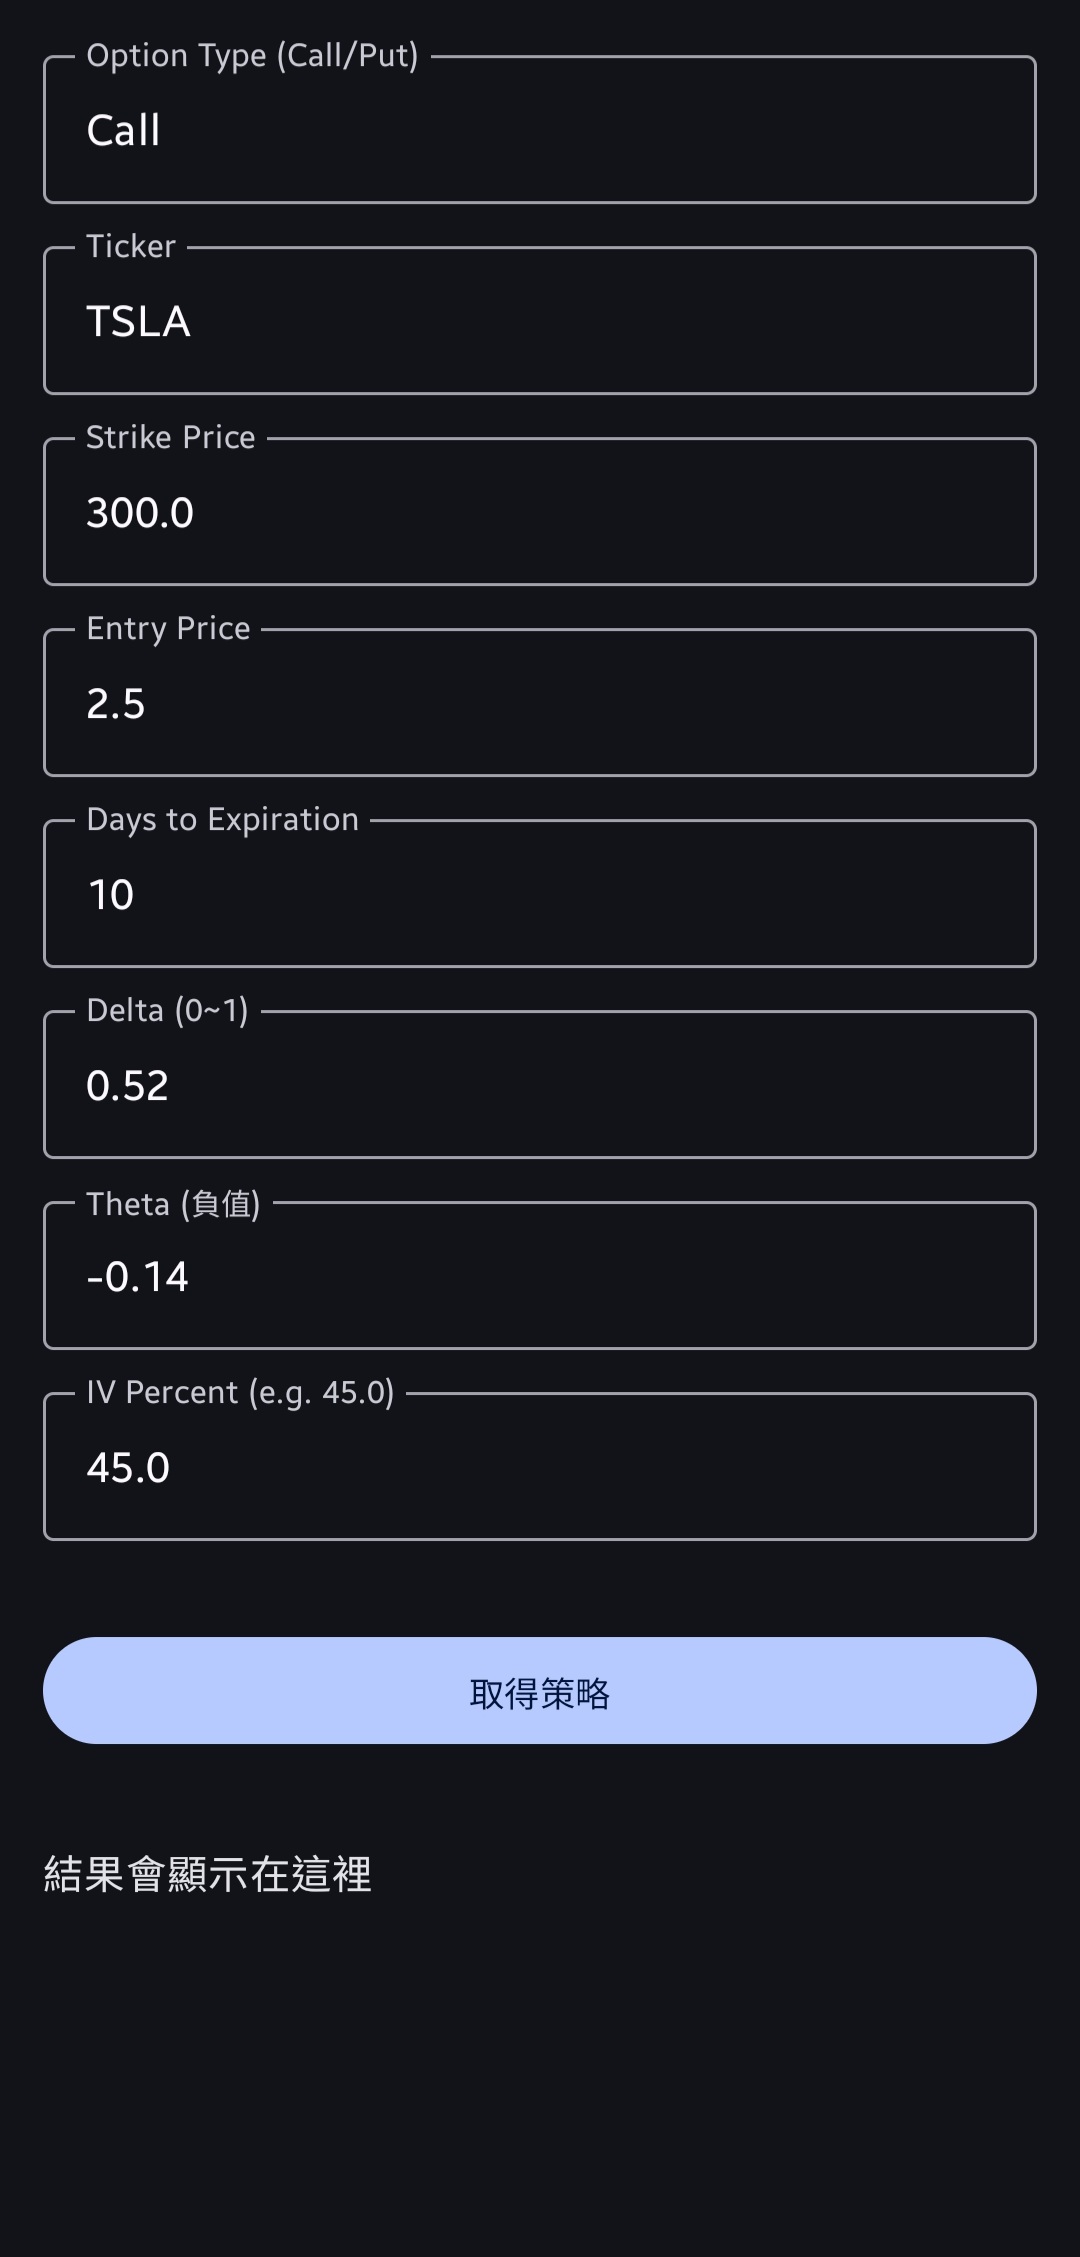 Option Type (Call/Put)
Call
Ticker
TSLA
Strike Price
300.0
Entry Price
2.5
Days to Expiration
10
Delta (0~1)
0.52
Theta (負值)
-0.14
IV Percent (e.g. 45.0)
45.0
取得策略
結果會顯示在這裡